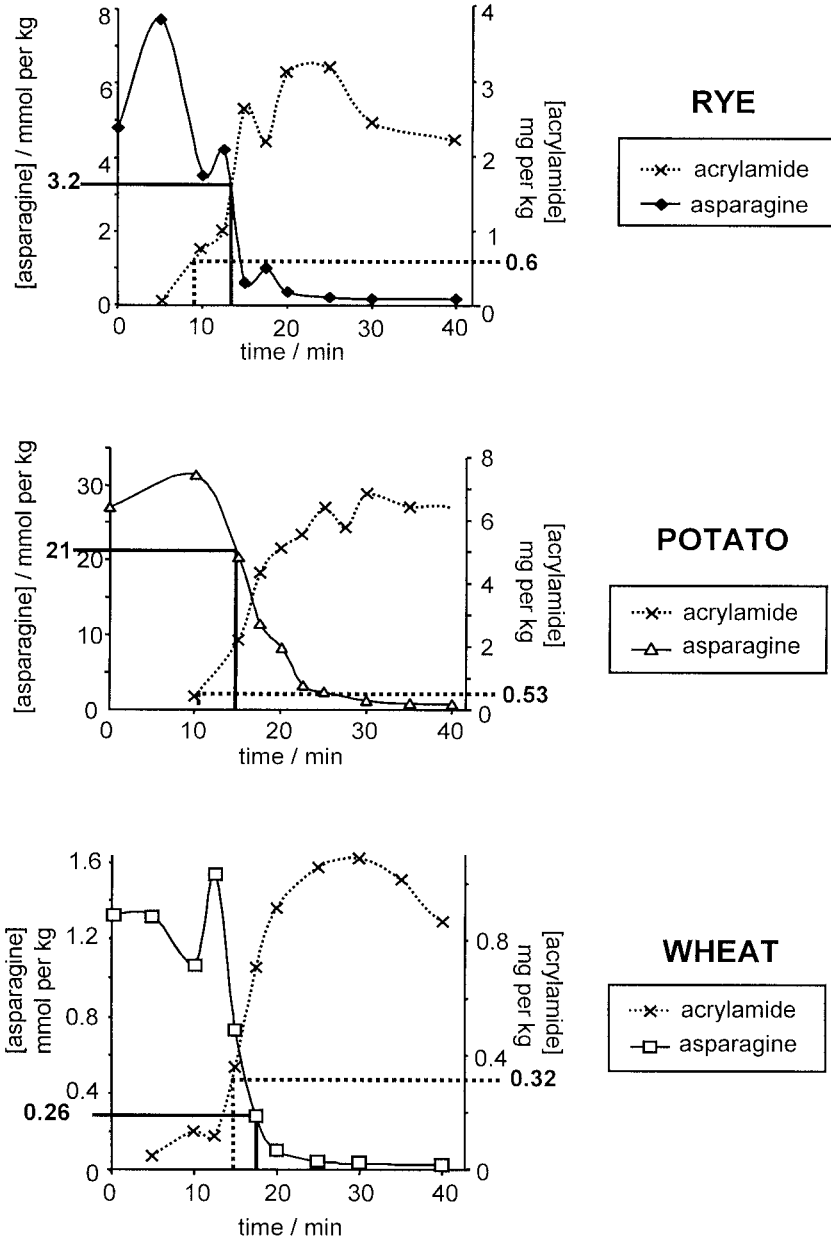 RYE
acrylamide
asparagine
[asparagine] / mmol per kg
[acrylamide]
mg per kg
8
6
4
3.2
2
0
4
3
2
1
0.6
0
0 10 20 30 40
time / min
POTATO
acrylamide
asparagine
[asparagine] / mmol per kg
[acrylamide]
mg per kg
30
21
20
10
0
8
6
4
2
0.53
0
0 10 20 30 40
time / min
WHEAT
acrylamide
asparagine
[asparagine]
mmol per kg
[acrylamide]
mg per kg
1.6
1.2
0.8
0.4
0.26
0
0.8
0.4
0.32
0
0 10 20 30 40
time / min